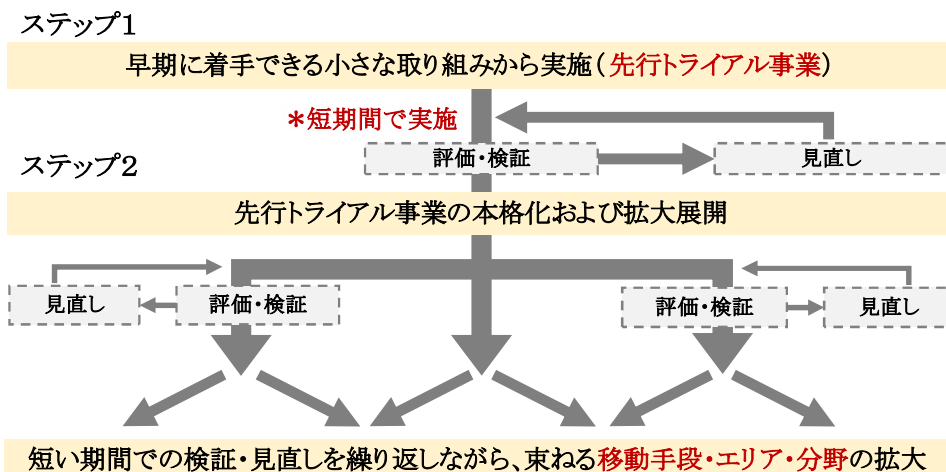 ステップ1
早期に着手できる小さな取り組みから実施（先行トライアル事業）
＊短期間で実施
評価・検証
見直し
ステップ2
先行トライアル事業の本格化および拡大展開
見直し
評価・検証
評価・検証
見直し
短い期間での検証・見直しを繰り返しながら、束ねる移動手段・エリア・分野の拡大